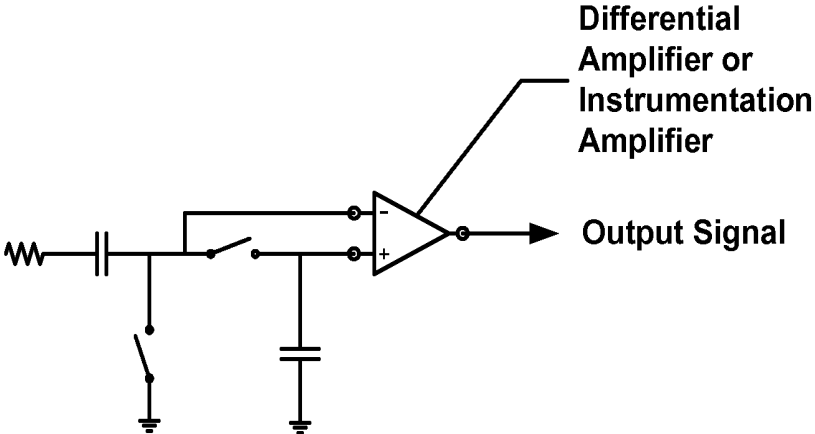 Differential
Amplifier or
Instrumentation
Amplifier
-
+
Output Signal